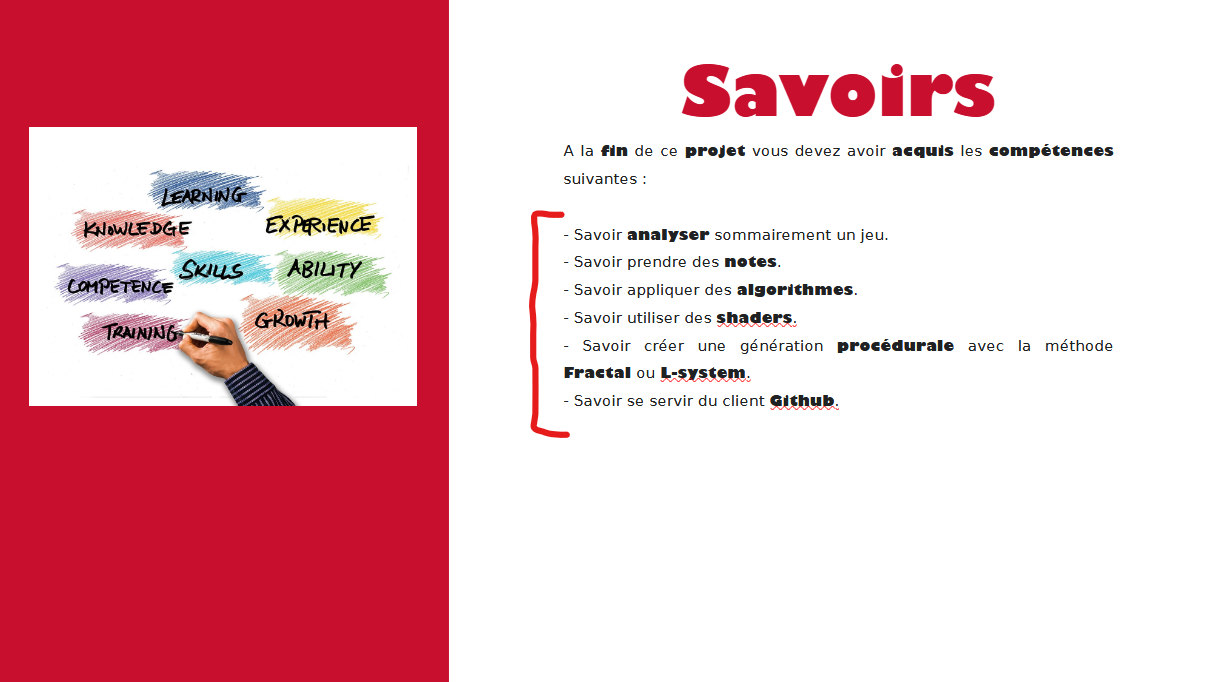 LEARNING
KNOWLEDGE
EXPERIENCE
SKILLS
ABILITY
COMPETENCE
TRAINING
GROWTH
Savoirs
A la fin de ce projet vous devez avoir acquis les compétences
suivantes :
- Savoir analyser sommairement un jeu.
- Savoir prendre des notes.
- Savoir appliquer des algorithmes.
- Savoir utiliser des shaders.
- Savoir créer une génération procédurale avec la méthode
Fractal ou L-system.
- Savoir se servir du client Github.